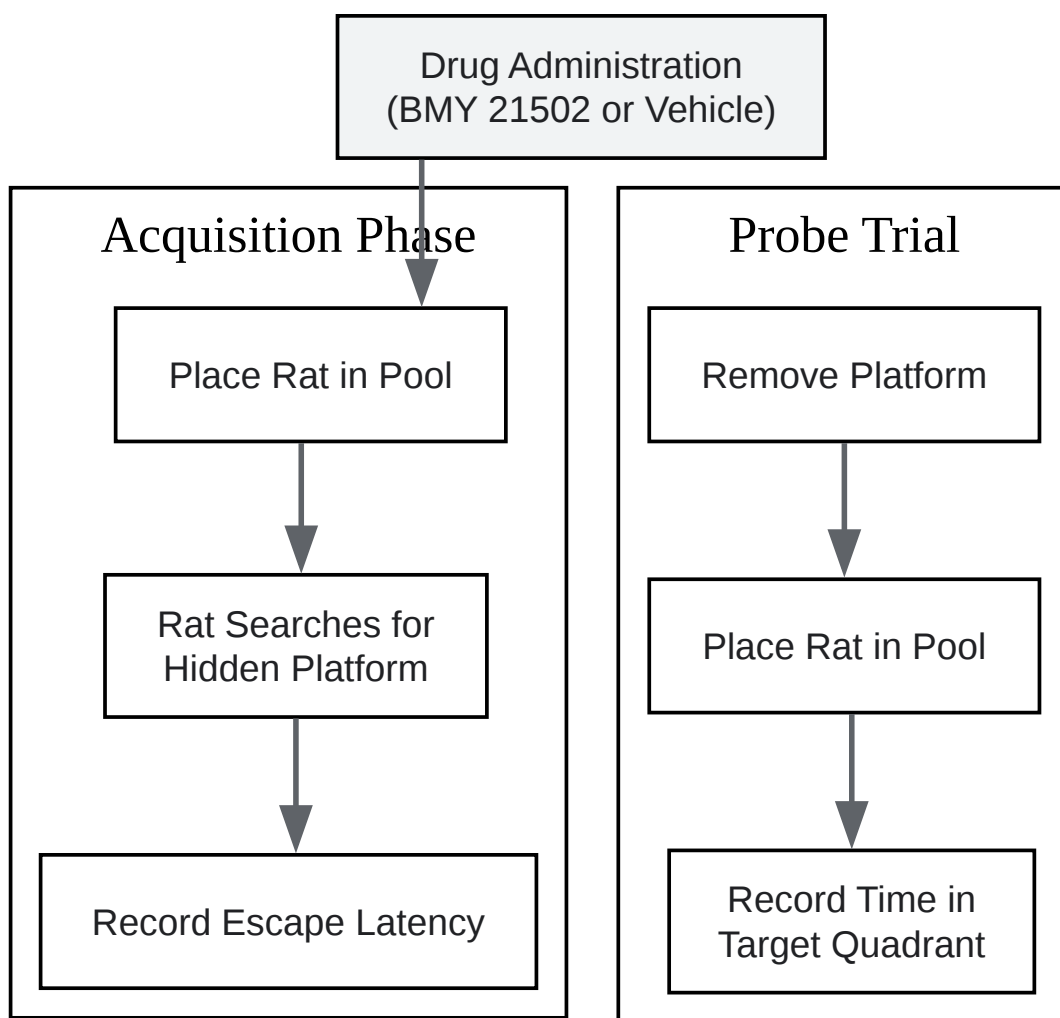 Drug Administration
(BMY 21502 or Vehicle)
Acquisition Phase
Place Rat in Pool
Rat Searches for
Hidden Platform
Record Escape Latency
Probe Trial
Remove Platform
Place Rat in Pool
Record Time in
Target Quadrant